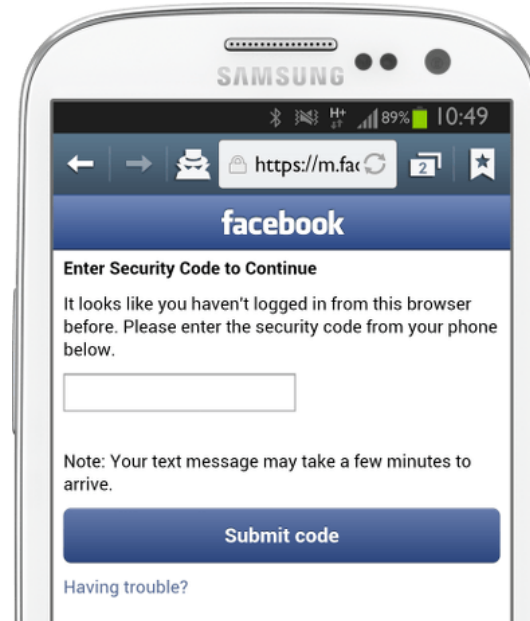 SAMSUNG
H+ 89% 10:49
https://m.fac 2
facebook
Enter Security Code to Continue
It looks like you haven't logged in from this browser
before. Please enter the security code from your phone
below.
Note: Your text message may take a few minutes to
arrive.
Submit code
Having trouble?